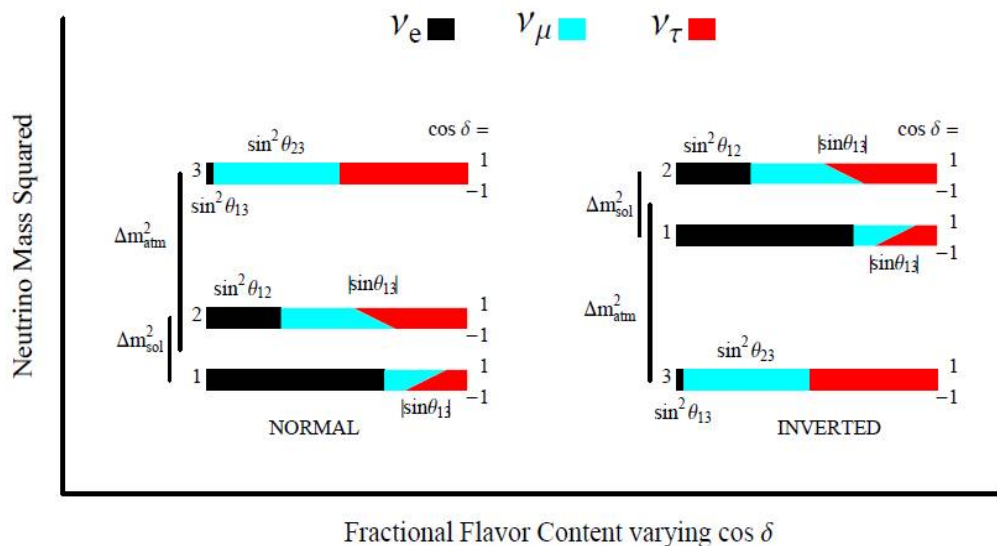 νe νμ ντ
Neutrino Mass Squared
cos δ =
sin²θ₂₃
3
1
−1
sin²θ₁₃
Δm²atm
sin²θ₁₂
|sinθ₁₃|
2
1
−1
Δm²sol
1
1
−1
|sinθ₁₃|
NORMAL
cos δ =
sin²θ₁₂
|sinθ₁₃|
2
1
−1
Δm²sol
1
1
−1
|sinθ₁₃|
Δm²atm
sin²θ₂₃
3
1
−1
sin²θ₁₃
INVERTED
Fractional Flavor Content varying cos δ